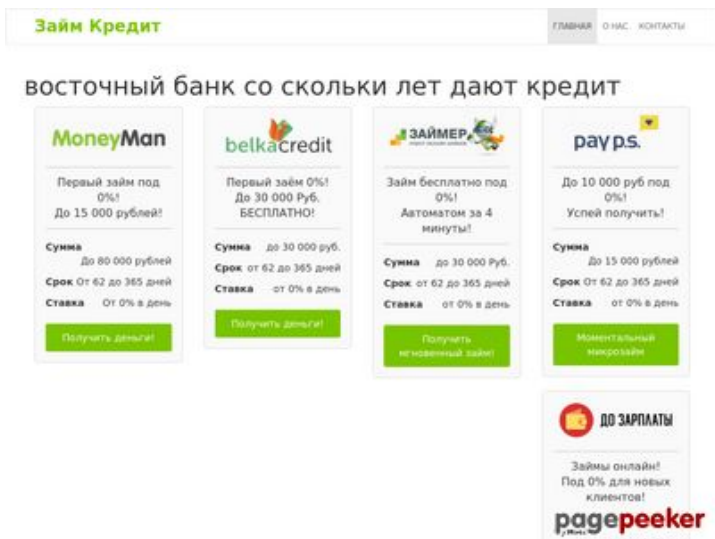 Займ Кредит
ГЛАВНАЯ О НАС КОНТАКТЫ
восточный банк со скольки лет дают кредит
MoneyMan
Первый займ под
0%!
До 15 000 рублей!
Сумма
До 80 000 рублей
Срок От 62 до 365 дней
Ставка От 0% в день
Получить деньги!
belkacredit
Первый заём 0%!
До 30 000 Руб.
БЕСПЛАТНО!
Сумма до 30 000 руб.
Срок от 62 до 365 дней
Ставка от 0% в день
Получить деньги!
ЗАЙМЕР
Займ бесплатно под
0%!
Автоматом за 4
минуты!
Сумма до 30 000 Руб.
Срок от 62 до 365 дней
Ставка от 0% в день
Получить
мгновенный займ!
pay p.s.
До 10 000 руб под
0%!
Успей получить!
Сумма
До 15 000 рублей
Срок От 62 до 365 дней
Ставка от 0% в день
Моментальный
микрозайм
ДО ЗАРПЛАТЫ
Займы онлайн!
Под 0% для новых
клиентов!
pagepeeker